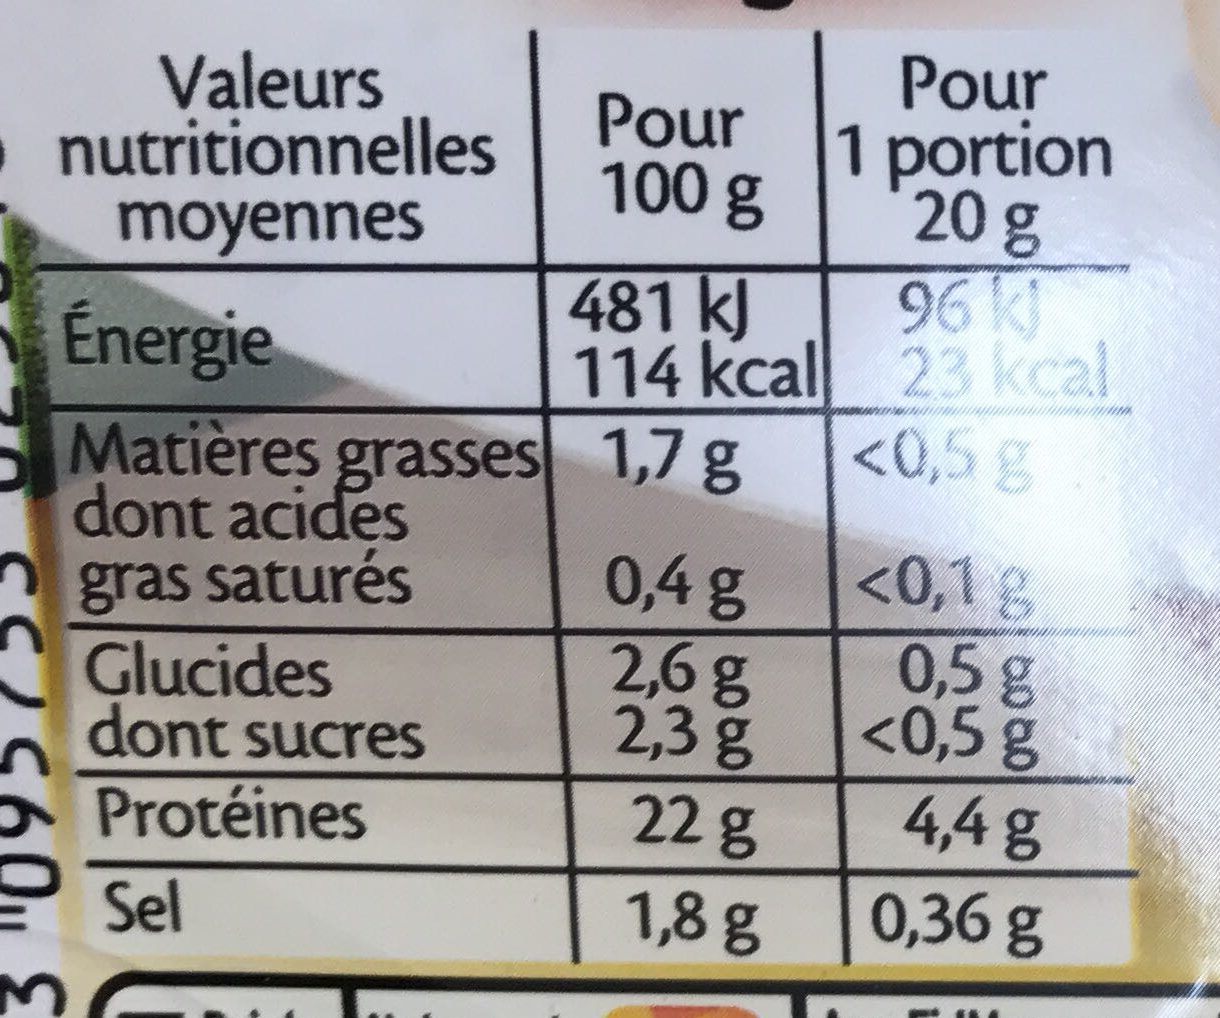 Valeurs nutritionnelles moyennes | Pour 100 g | Pour 1 portion 20 g
Énergie | 481 kJ 114 kcal | 96 kJ 23 kcal
Matières grasses | 1,7 g | <0,5 g
dont acides gras saturés | 0,4 g | <0,1 g
Glucides | 2,6 g | 0,5 g
dont sucres | 2,3 g | <0,5 g
Protéines | 22 g | 4,4 g
Sel | 1,8 g | 0,36 g